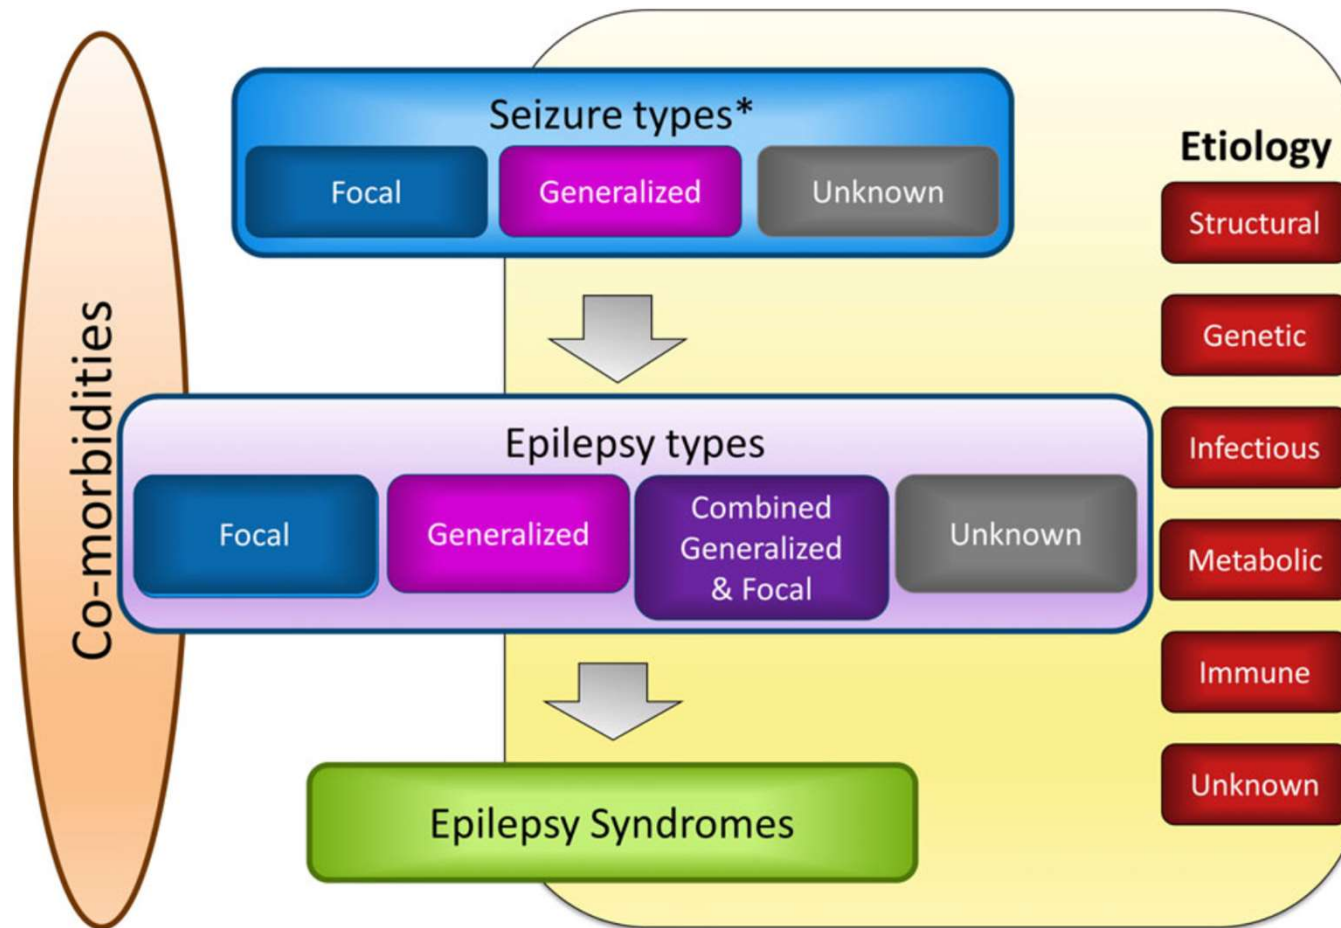 Seizure types*
Focal
Generalized
Unknown
Etiology
Structural
Genetic
Infectious
Metabolic
Immune
Unknown
Co-morbidities
Epilepsy types
Focal
Generalized
Combined
Generalized
& Focal
Unknown
Epilepsy Syndromes